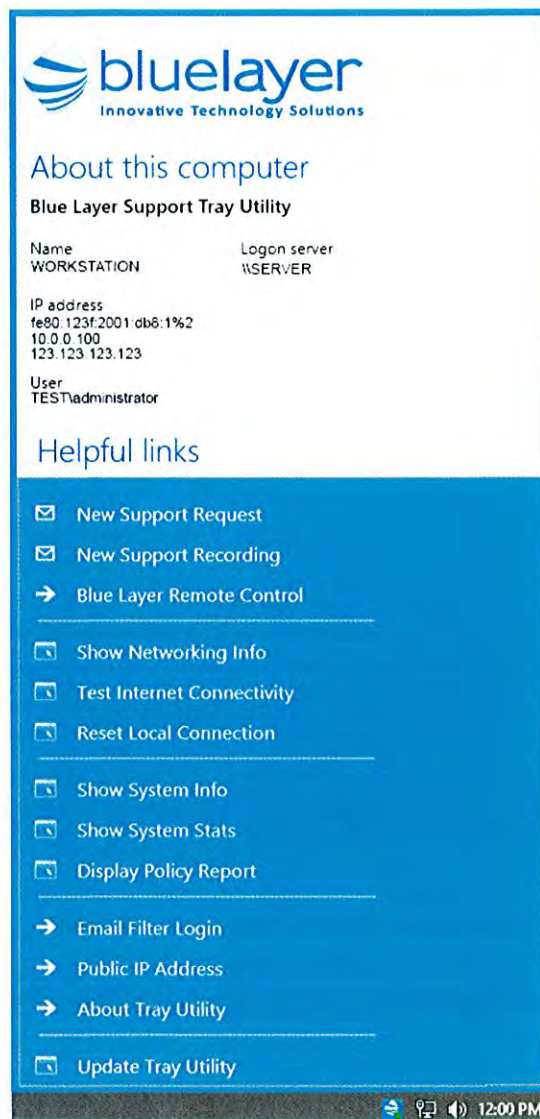 bluelayer
Innovative Technology Solutions
About this computer
Blue Layer Support Tray Utility
Name
WORKSTATION
Logon server
\\SERVER
IP address
fe80:123f:2001:db8:1%2
10.0.0.100
123.123.123.123
User
TEST\administrator
Helpful links
New Support Request
New Support Recording
Blue Layer Remote Control
Show Networking Info
Test Internet Connectivity
Reset Local Connection
Show System Info
Show System Stats
Display Policy Report
Email Filter Login
Public IP Address
About Tray Utility
Update Tray Utility
12:00 PM